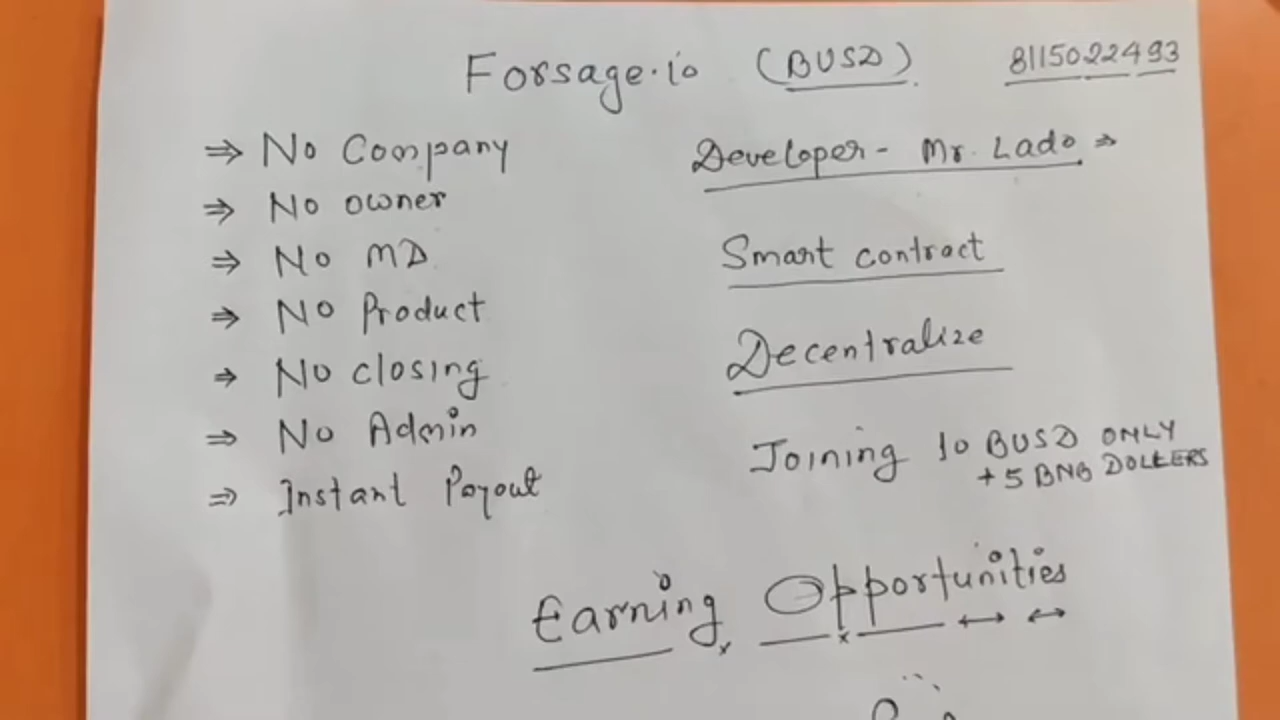 Forsage.io (BUSD) 8115022493
⇒ No Company
⇒ No owner
⇒ No MD
⇒ No Product
⇒ No closing
⇒ No Admin
⇒ Instant Payout
Developer - Mr. Lado ⇒
Smart contract
Decentralize
Joining 10 BUSD ONLY
+ 5 BNB DOLLERS
Earning Opportunities